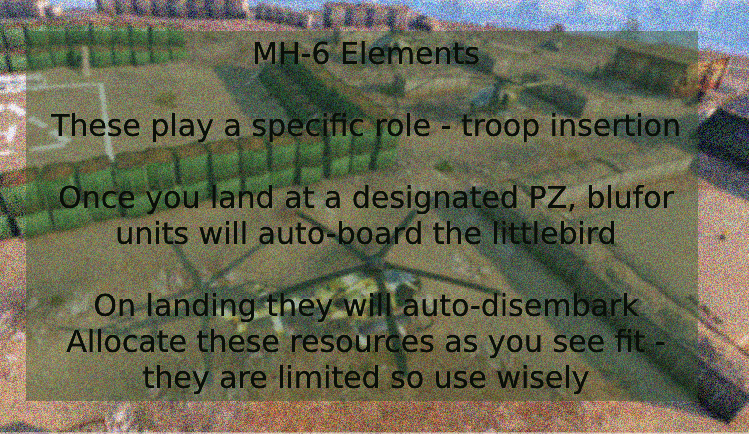 MH-6 Elements
These play a specific role - troop insertion
Once you land at a designated PZ, blufor
units will auto-board the littlebird
On landing they will auto-disembark
Allocate these resources as you see fit -
they are limited so use wisely